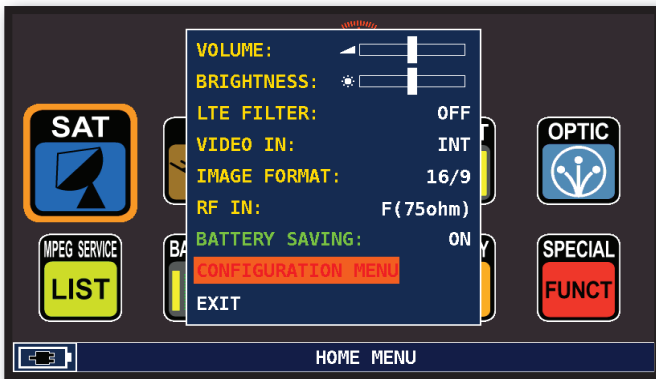 VOLUME:
BRIGHTNESS:
LTE FILTER: OFF
VIDEO IN: INT
IMAGE FORMAT: 16/9
RF IN: F(75ohm)
BATTERY SAVING: ON
CONFIGURATION MENU
EXIT
SAT
T
OPTIC
MPEG SERVICE
LIST
BA
Y
SPECIAL
FUNCT
HOME MENU